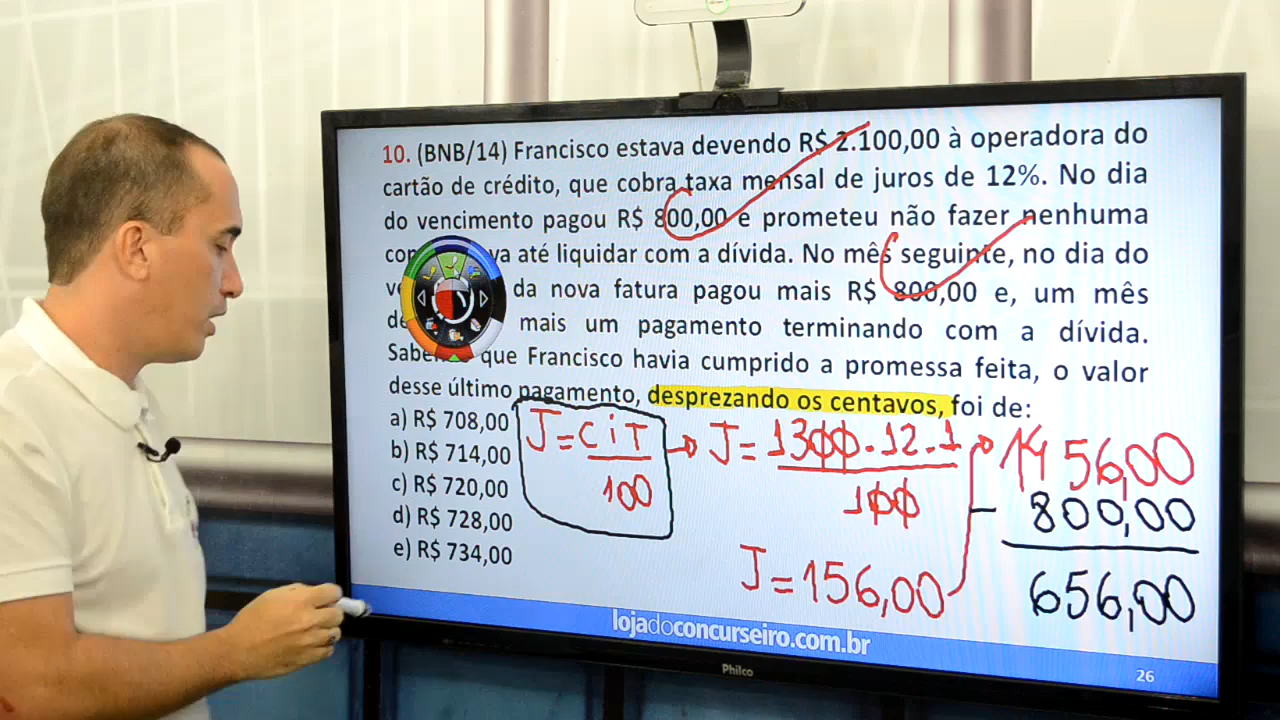 10. (BNB/14) Francisco estava devendo R$ 2.100,00 à operadora do
cartão de crédito, que cobra taxa mensal de juros de 12%. No dia
do vencimento pagou R$ 800,00 e prometeu não fazer nenhuma
até liquidar com a dívida. No mês seguinte, no dia do
da nova fatura pagou mais R$ 800,00 e, um mês
mais um pagamento terminando com a dívida.
que Francisco havia cumprido a promessa feita, o valor
desse último pagamento, desprezando os centavos, foi de:
a) R$ 708,00
b) R$ 714,00
c) R$ 720,00
d) R$ 728,00
e) R$ 734,00
J = CiT
100
J = 1300 . 12 . 1
100
J = 156,00
1456,00
- 800,00
656,00
lojadoconcurseiro.com.br
Philco
26